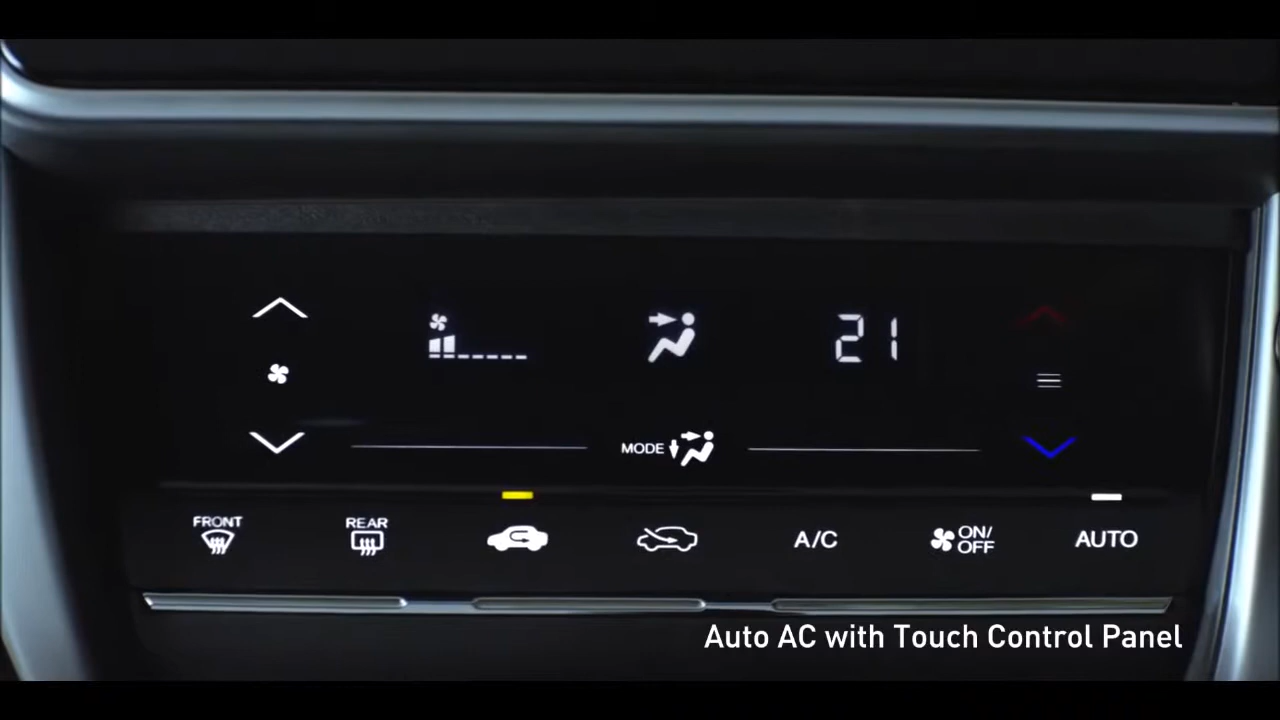 21
MODE
FRONT
REAR
A/C
ON/
OFF
AUTO
Auto AC with Touch Control Panel